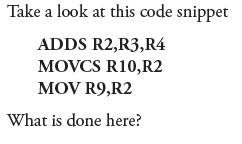 Take a look at this code snippet
ADDS R2,R3,R4
MOVCS R10,R2
MOV R9,R2
What is done here?